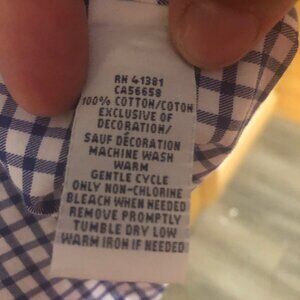 RN 41381
CA56658
100% COTTON/COTON
EXCLUSIVE OF
DECORATION/
SAUF DÉCORATION
MACHINE WASH
WARM
GENTLE CYCLE
ONLY NON-CHLORINE
BLEACH WHEN NEEDED
REMOVE PROMPTLY
TUMBLE DRY LOW
WARM IRON IF NEEDED